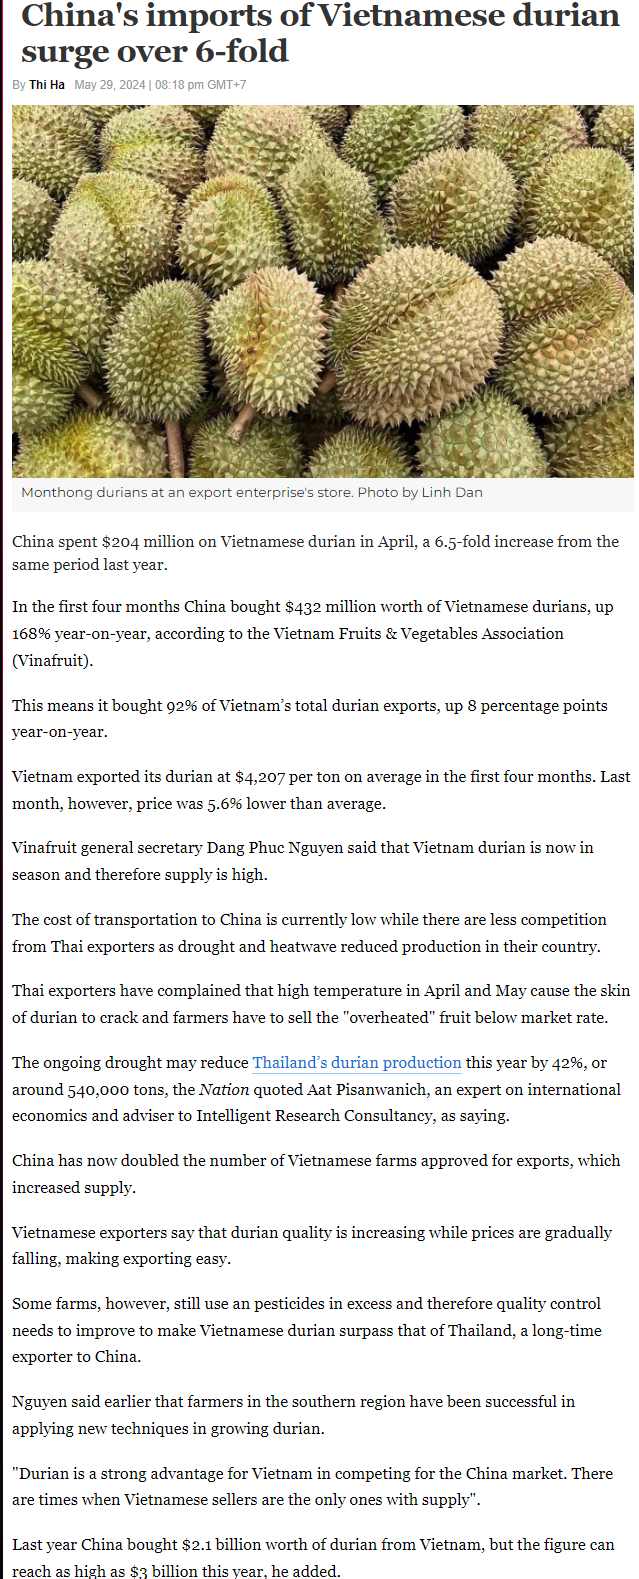 China's imports of Vietnamese durian
surge over 6-fold
By Thi Ha May 29, 2024 | 08:18 pm GMT+7
Monthong durians at an export enterprise's store. Photo by Linh Dan
China spent $204 million on Vietnamese durian in April, a 6.5-fold increase from the
same period last year.
In the first four months China bought $432 million worth of Vietnamese durians, up
168% year-on-year, according to the Vietnam Fruits & Vegetables Association
(Vinafruit).
This means it bought 92% of Vietnam’s total durian exports, up 8 percentage points
year-on-year.
Vietnam exported its durian at $4,207 per ton on average in the first four months. Last
month, however, price was 5.6% lower than average.
Vinafruit general secretary Dang Phuc Nguyen said that Vietnam durian is now in
season and therefore supply is high.
The cost of transportation to China is currently low while there are less competition
from Thai exporters as drought and heatwave reduced production in their country.
Thai exporters have complained that high temperature in April and May cause the skin
of durian to crack and farmers have to sell the "overheated" fruit below market rate.
The ongoing drought may reduce Thailand’s durian production this year by 42%, or
around 540,000 tons, the Nation quoted Aat Pisanwanich, an expert on international
economics and adviser to Intelligent Research Consultancy, as saying.
China has now doubled the number of Vietnamese farms approved for exports, which
increased supply.
Vietnamese exporters say that durian quality is increasing while prices are gradually
falling, making exporting easy.
Some farms, however, still use an pesticides in excess and therefore quality control
needs to improve to make Vietnamese durian surpass that of Thailand, a long-time
exporter to China.
Nguyen said earlier that farmers in the southern region have been successful in
applying new techniques in growing durian.
"Durian is a strong advantage for Vietnam in competing for the China market. There
are times when Vietnamese sellers are the only ones with supply".
Last year China bought $2.1 billion worth of durian from Vietnam, but the figure can
reach as high as $3 billion this year, he added.